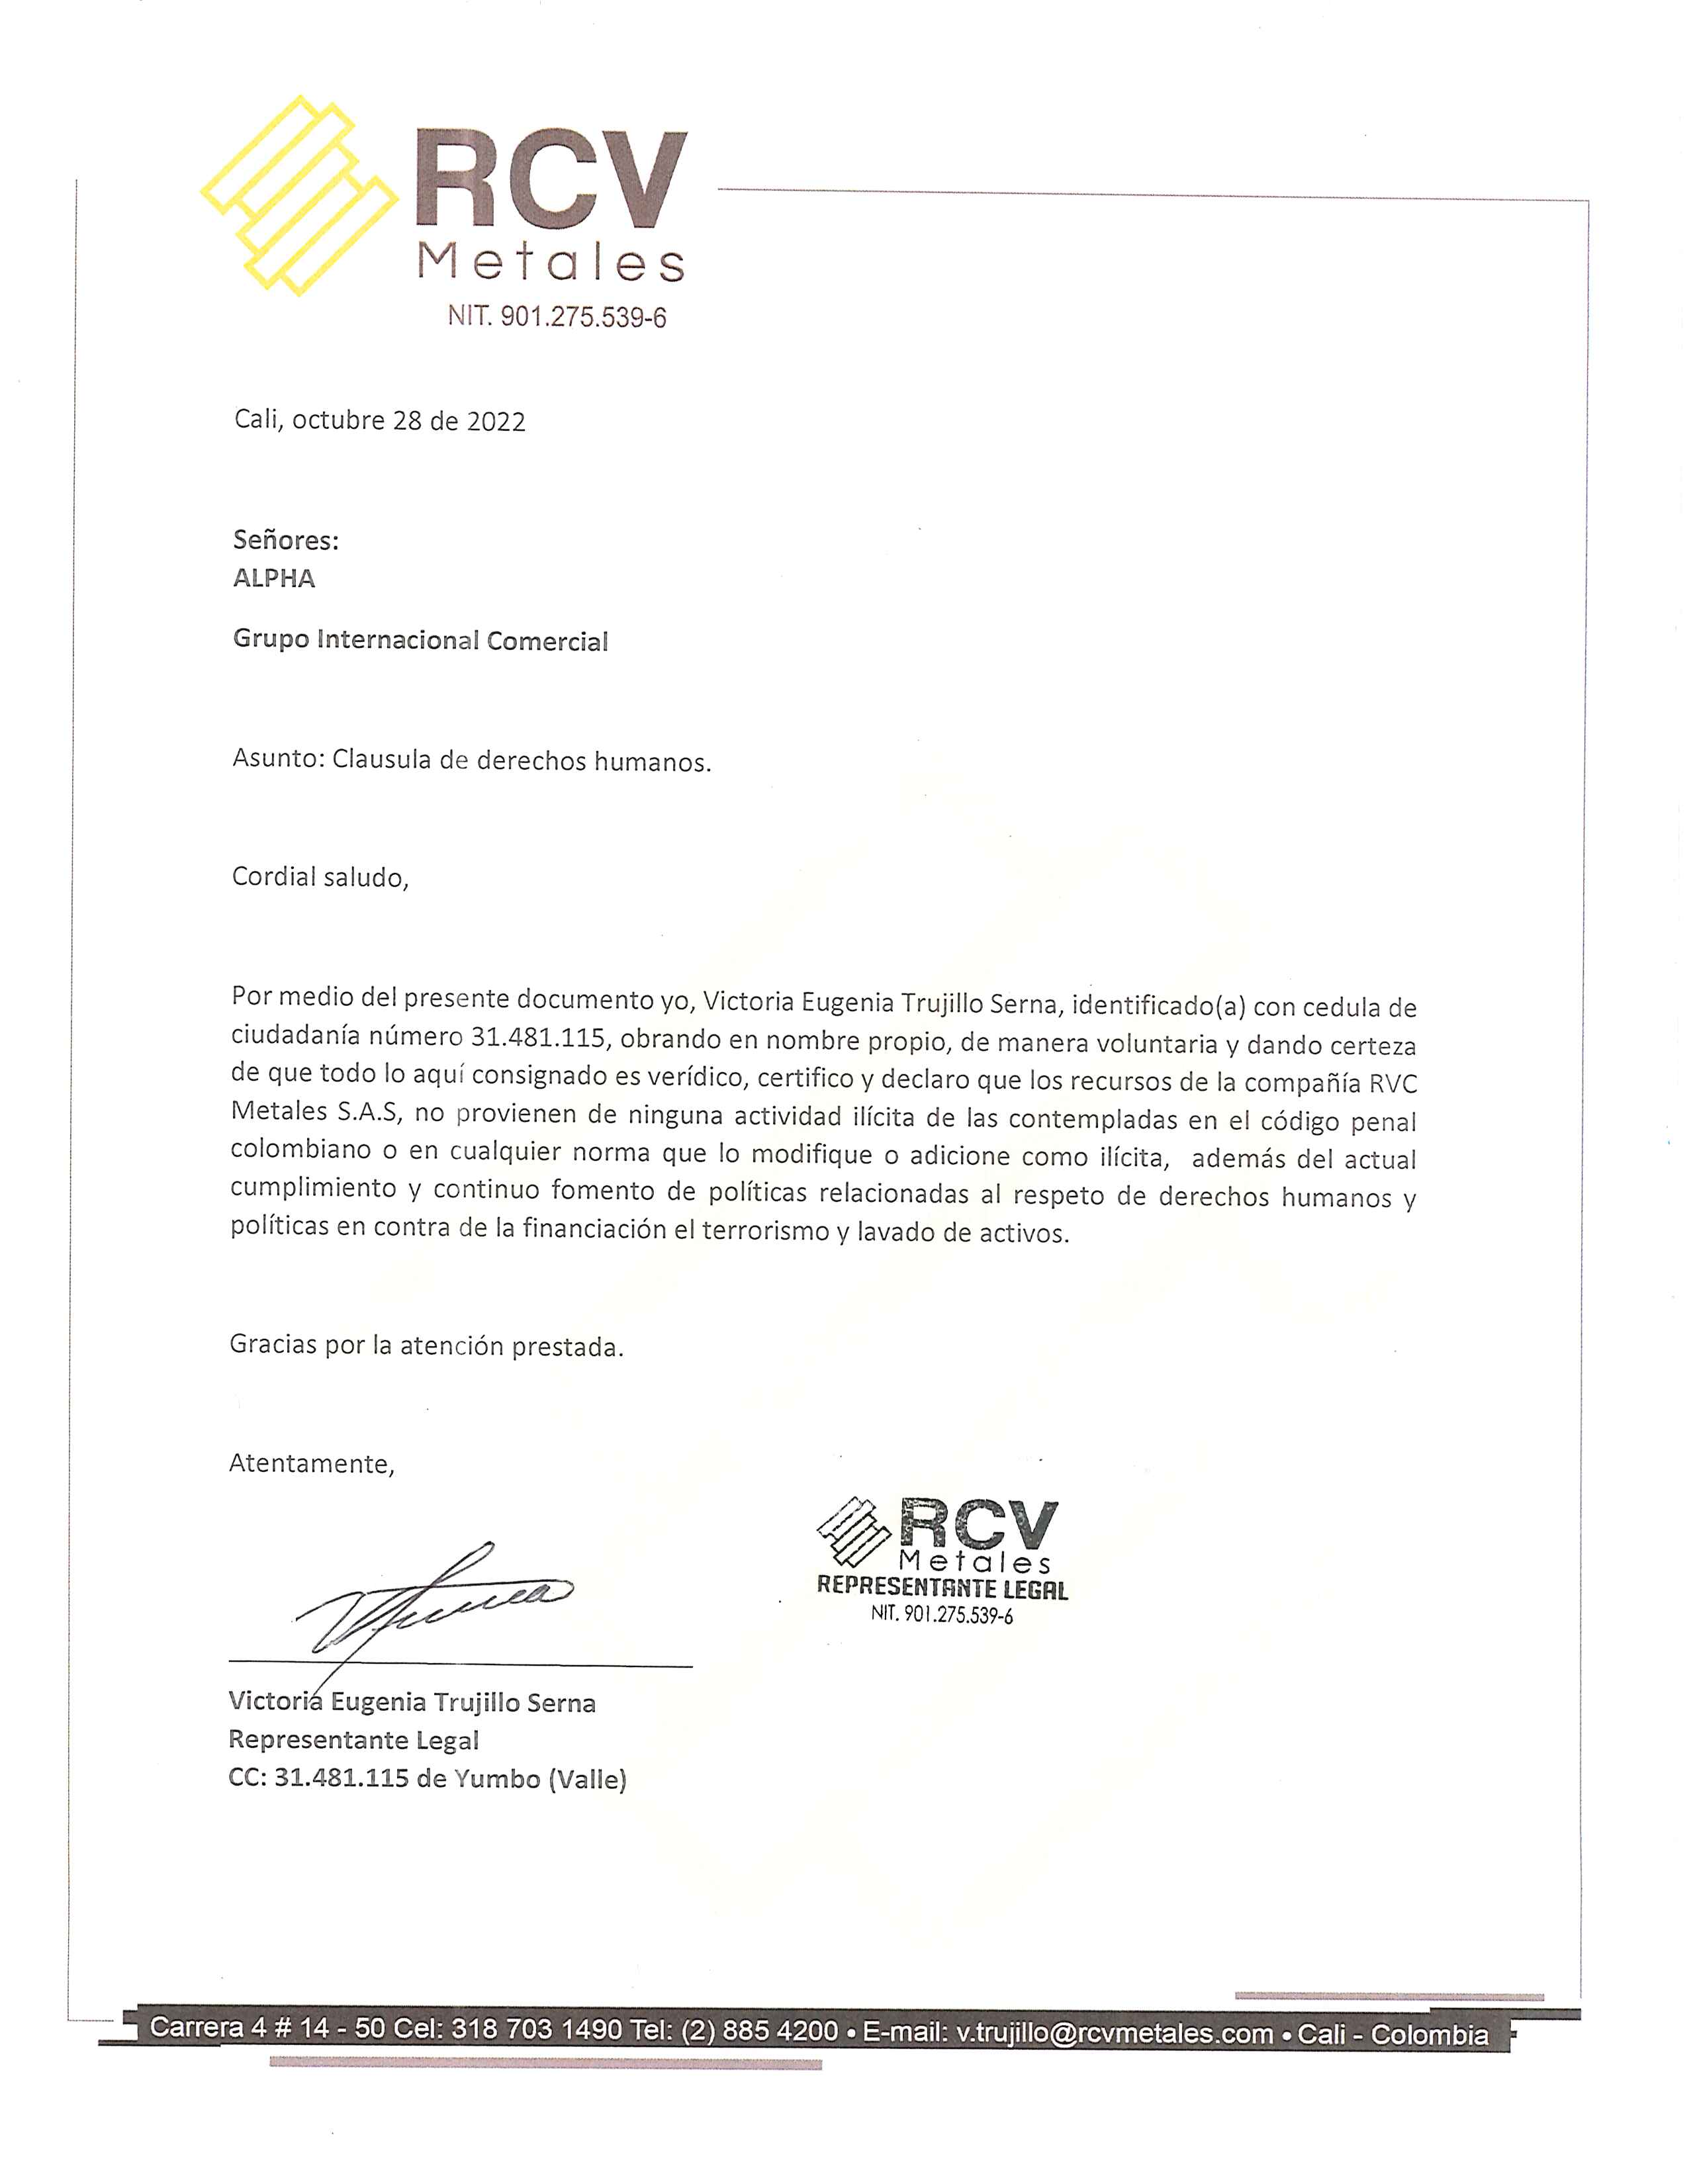 RCV
Metales
NIT. 901.275.539-6
Cali, octubre 28 de 2022
Señores:
ALPHA
Grupo Internacional Comercial
Asunto: Clausula de derechos humanos.
Cordial saludo,
Por medio del presente documento yo, Victoria Eugenia Trujillo Serna, identificado(a) con cedula de
ciudadanía número 31.481.115, obrando en nombre propio, de manera voluntaria y dando certeza
de que todo lo aquí consignado es verídico, certifico y declaro que los recursos de la compañía RVC
Metales S.A.S, no provienen de ninguna actividad ilícita de las contempladas en el código penal
colombiano o en cualquier norma que lo modifique o adicione como ilícita, además del actual
cumplimiento y continuo fomento de políticas relacionadas al respeto de derechos humanos y
políticas en contra de la financiación el terrorismo y lavado de activos.
Gracias por la atención prestada.
Atentamente,
RCV
Metales
REPRESENTANTE LEGAL
NIT. 901.275.539-6
Victoria Eugenia Trujillo Serna
Representante Legal
CC: 31.481.115 de Yumbo (Valle)
Carrera 4 # 14 - 50 Cel: 318 703 1490 Tel: (2) 885 4200 • E-mail: v.trujillo@rcvmetales.com • Cali - Colombia